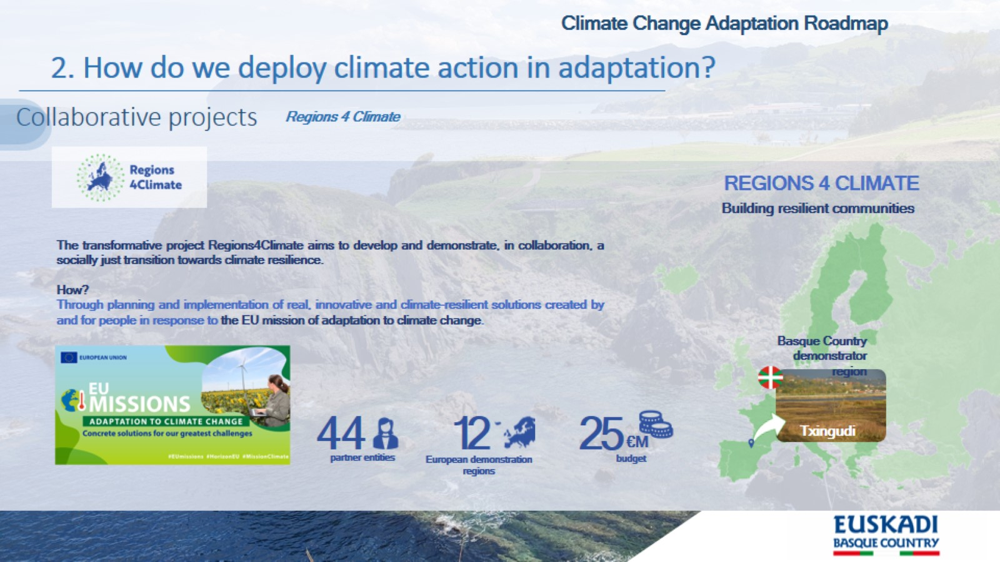 Climate Change Adaptation Roadmap
2. How do we deploy climate action in adaptation?
Collaborative projects
Regions 4 Climate
Regions
4Climate
REGIONS 4 CLIMATE
Building resilient communities
The transformative project Regions4Climate aims to develop and demonstrate, in collaboration, a
socially just transition towards climate resilience.
How?
Through planning and implementation of real, innovative and climate-resilient solutions created by
and for people in response to the EU mission of adaptation to climate change.
EUROPEAN UNION
EU
MISSIONS
ADAPTATION TO CLIMATE CHANGE
Concrete solutions for our greatest challenges
#EUmissions #HorizonEU #MissionClimate
44
partner entities
12
European demonstration
regions
25 €M
budget
Basque Country
demonstrator
region
Txingudi
EUSKADI
BASQUE COUNTRY